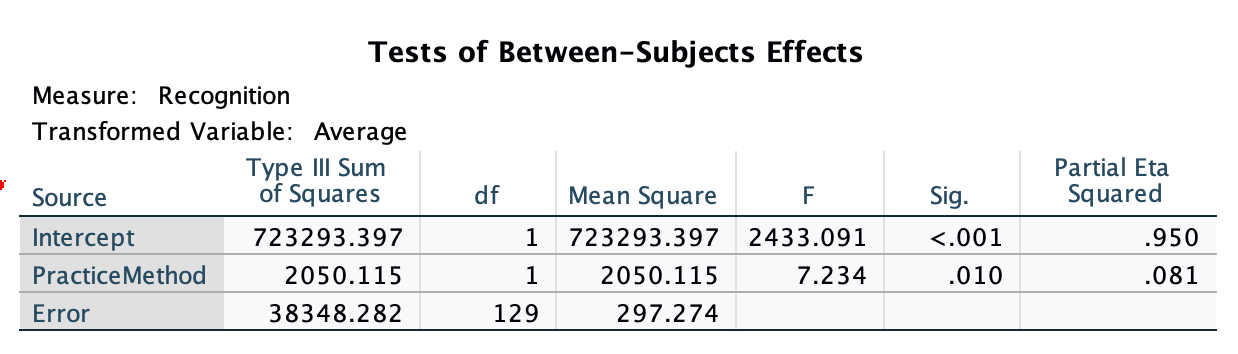 Tests of Between-Subjects Effects
Measure: Recognition
Transformed Variable: Average
Source Type III Sum of Squares df Mean Square F Sig. Partial Eta Squared
Intercept 723293.397 1 723293.397 2433.091 <.001 .950
PracticeMethod 2050.115 1 2050.115 7.234 .010 .081
Error 38348.282 129 297.274